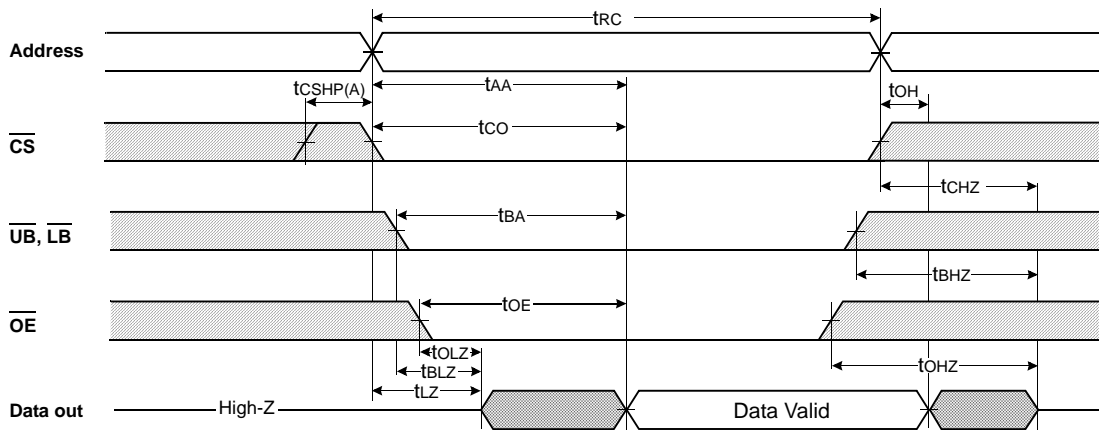 tRC
Address
tCSHP(A)
tAA
tOH
tCO
CS
tCHZ
tBA
UB, LB
tBHZ
tOE
OE
tOLZ
tBLZ
tOHZ
tLZ
Data out
High-Z
Data Valid